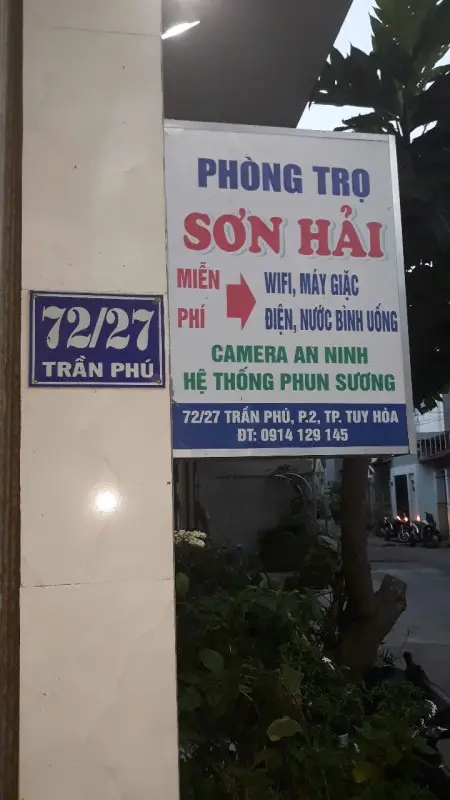 72/27
TRẦN PHÚ
PHÒNG TRỌ
SƠN HẢI
MIỄN PHÍ
WIFI, MÁY GIẶC
ĐIỆN, NƯỚC BÌNH UỐNG
CAMERA AN NINH
HỆ THỐNG PHUN SƯƠNG
72/27 TRẦN PHÚ, P.2, TP. TUY HÒA
ĐT: 0914 129 145